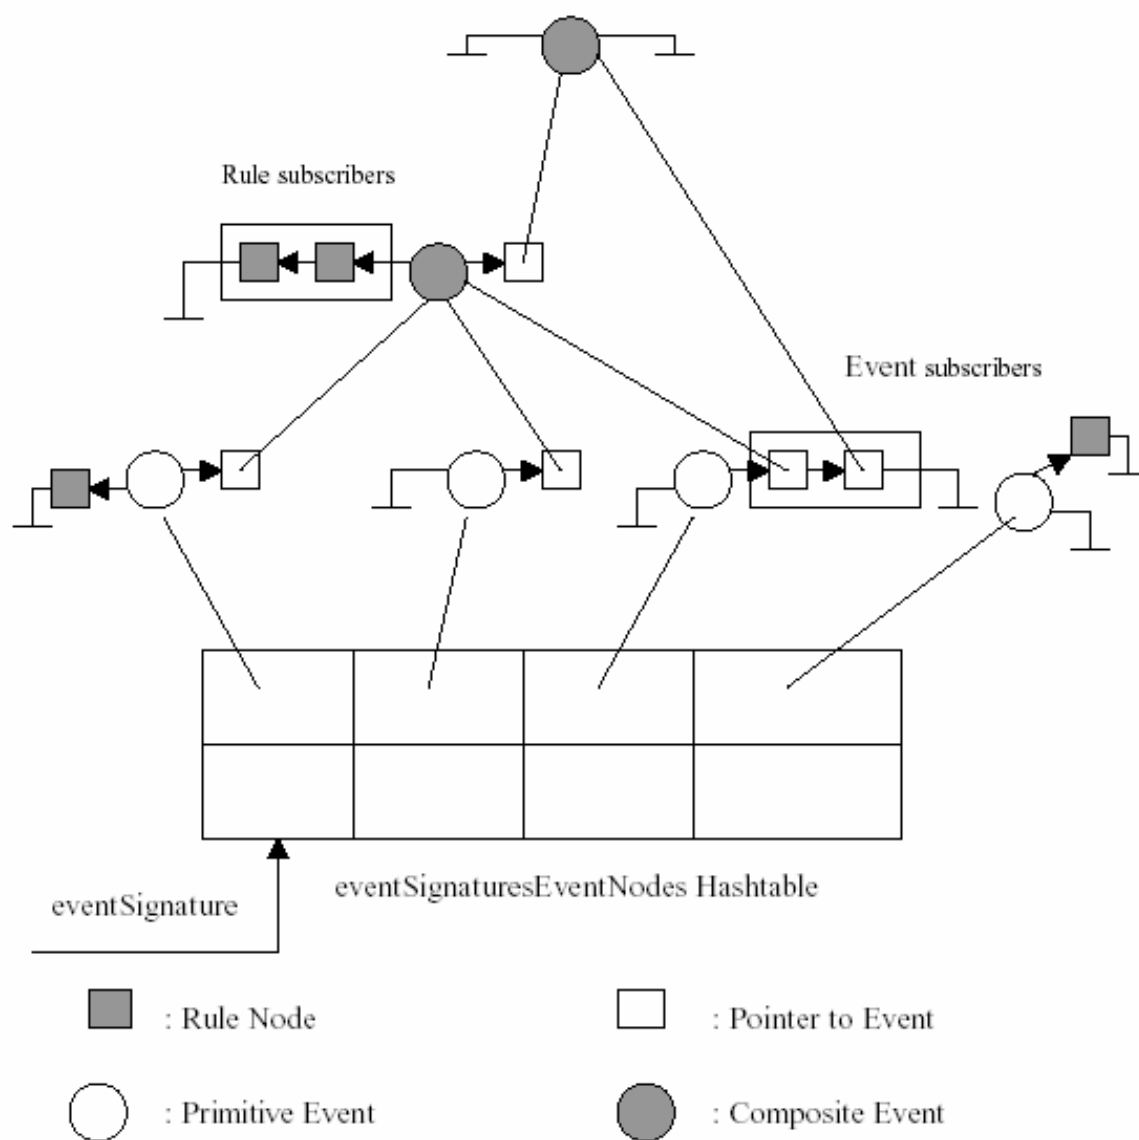 Rule subscribers
Event subscribers
eventSignaturesEventNodes Hashtable
eventSignature
: Rule Node
: Pointer to Event
: Primitive Event
: Composite Event